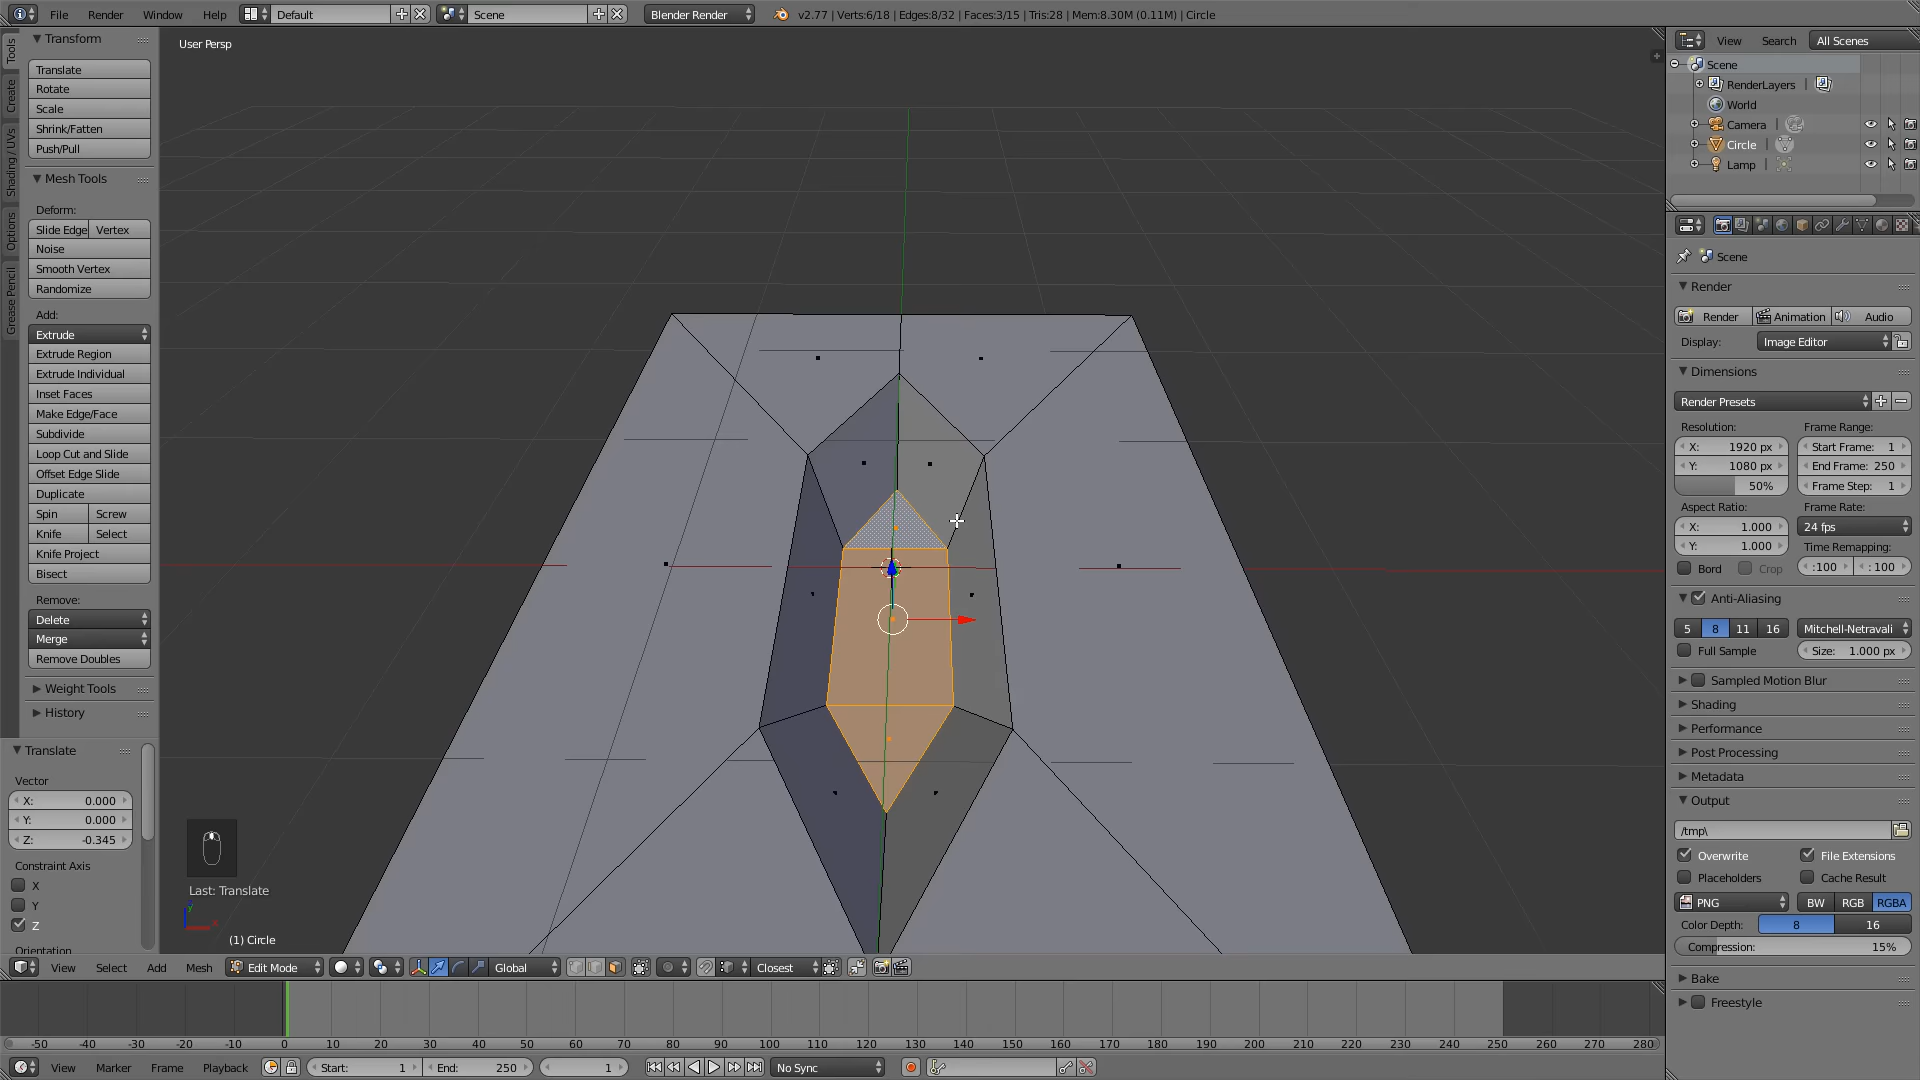 File Render Window Help Default Scene Blender Render v2.77 | Verts:6/18 | Edges:8/32 | Faces:3/15 | Tris:28 | Mem:8.30M (0.11M) | Circle
User Persp
Tools
Create
Shading / UVs
Options
Grease Pencil
Transform
Translate
Rotate
Scale
Shrink/Fatten
Push/Pull
Mesh Tools
Deform:
Slide Edge Vertex
Noise
Smooth Vertex
Randomize
Add:
Extrude
Extrude Region
Extrude Individual
Inset Faces
Make Edge/Face
Subdivide
Loop Cut and Slide
Offset Edge Slide
Duplicate
Spin Screw
Knife Select
Knife Project
Bisect
Remove:
Delete
Merge
Remove Doubles
Weight Tools
History
Translate
Vector
X: 0.000
Y: 0.000
Z: -0.345
Constraint Axis
X
Y
Z
Orientation
Last: Translate
y
x
(1) Circle
View Select Add Mesh Edit Mode Global Closest
-50 -40 -30 -20 -10 0 10 20 30 40 50 60 70 80 90 100 110 120 130 140 150 160 170 180 190 200 210 220 230 240 250 260 270 280
View Marker Frame Playback Start: 1 End: 250 1 No Sync
View Search All Scenes
Scene
RenderLayers |
World
Camera |
Circle |
Lamp |
Scene
Render
Render Animation Audio
Display: Image Editor
Dimensions
Render Presets
Resolution: Frame Range:
X: 1920 px Start Frame: 1
Y: 1080 px End Frame: 250
50% Frame Step: 1
Aspect Ratio: Frame Rate:
X: 1.000 24 fps
Y: 1.000 Time Remapping:
Bord Crop :100 : 100
Anti-Aliasing
5 8 11 16 Mitchell-Netravali
Full Sample Size: 1.000 px
Sampled Motion Blur
Shading
Performance
Post Processing
Metadata
Output
/tmp\
Overwrite File Extensions
Placeholders Cache Result
PNG BW RGB RGBA
Color Depth: 8 16
Compression: 15%
Bake
Freestyle